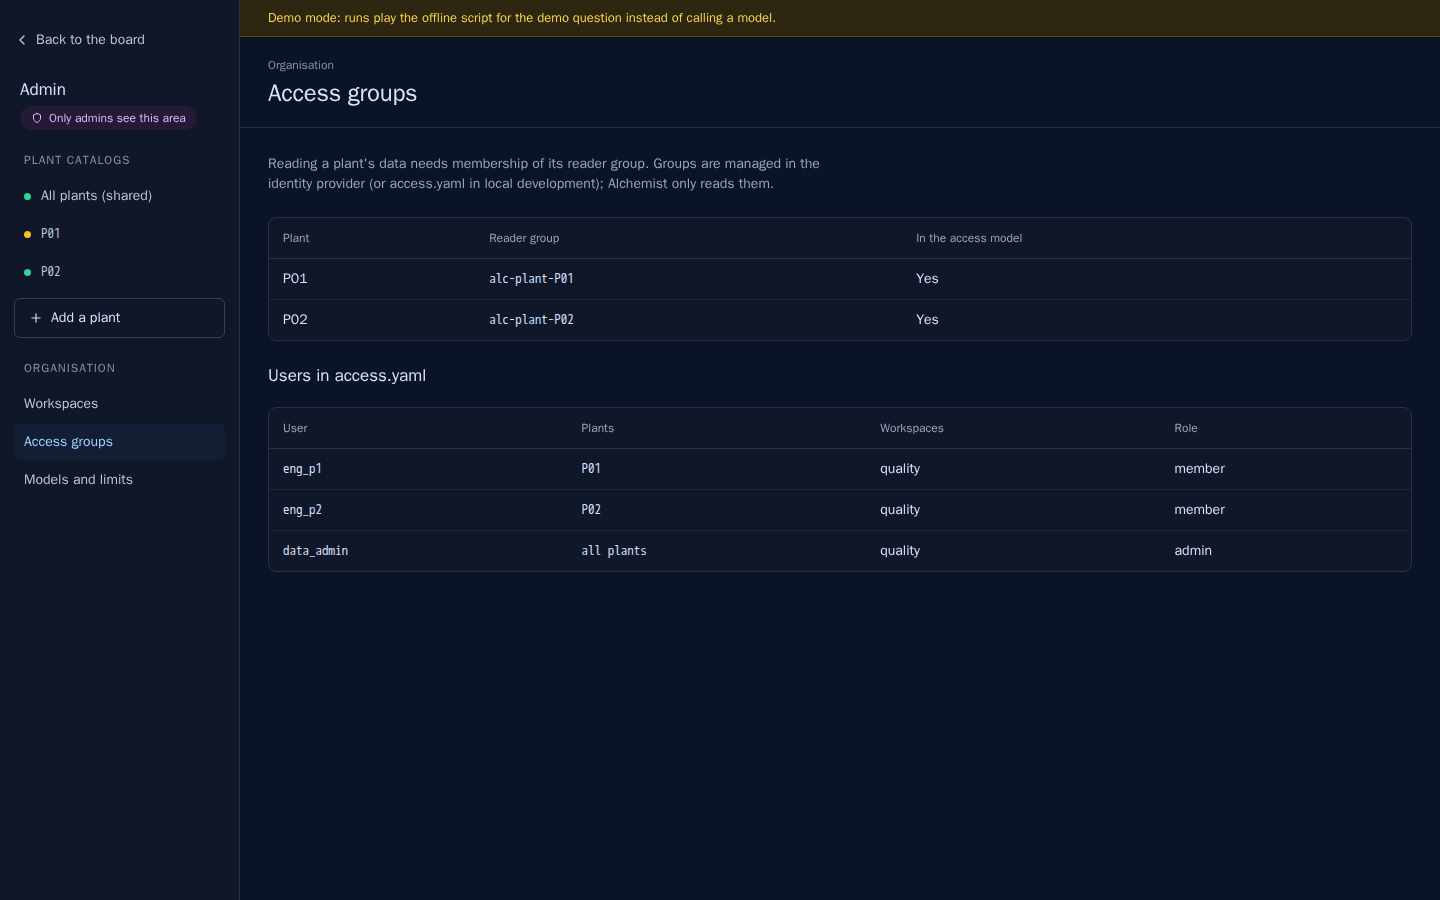 Demo mode: runs play the offline script for the demo question instead of calling a model.
Back to the board
Admin
Only admins see this area
PLANT CATALOGS
All plants (shared)
P01
P02
Add a plant
ORGANISATION
Workspaces
Access groups
Models and limits
Organisation
Access groups
Reading a plant's data needs membership of its reader group. Groups are managed in the
identity provider (or access.yaml in local development); Alchemist only reads them.
Plant Reader group In the access model
P01 alc-plant-P01 Yes
P02 alc-plant-P02 Yes
Users in access.yaml
User Plants Workspaces Role
eng_p1 P01 quality member
eng_p2 P02 quality member
data_admin all plants quality admin